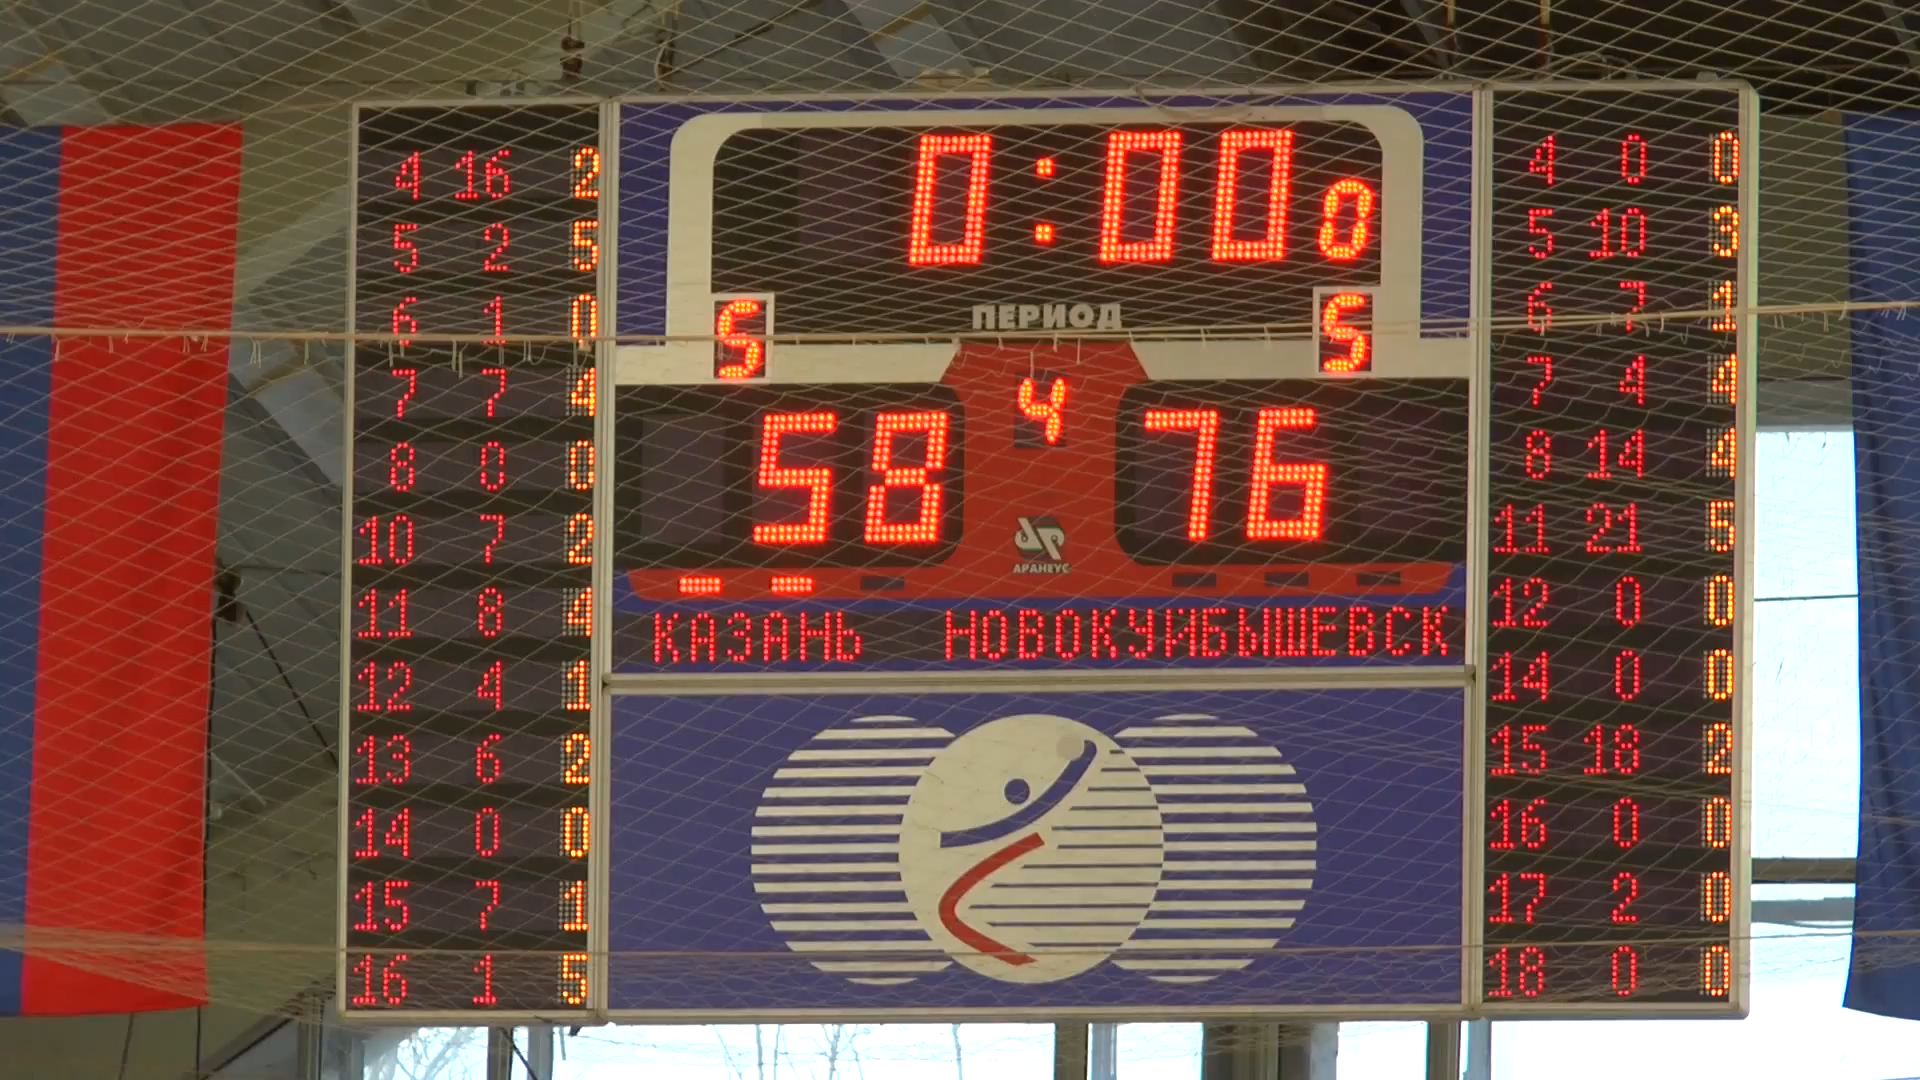 0:00 0
ПЕРИОД
5 4 5
58 76
АРАНЕУС
КАЗАНЬ НОВОКУЙБЫШЕВСК
4 16 2
5 2 5
6 1 0
7 7 4
8 0 0
10 7 2
11 8 4
12 4 1
13 6 2
14 0 0
15 7 1
16 1 5
4 0 0
5 10 3
6 7 1
7 4 4
8 14 4
11 21 5
12 0 0
14 0 0
15 18 2
16 0 0
17 2 0
18 0 0